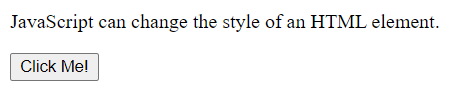 JavaScript can change the style of an HTML element.
Click Me!